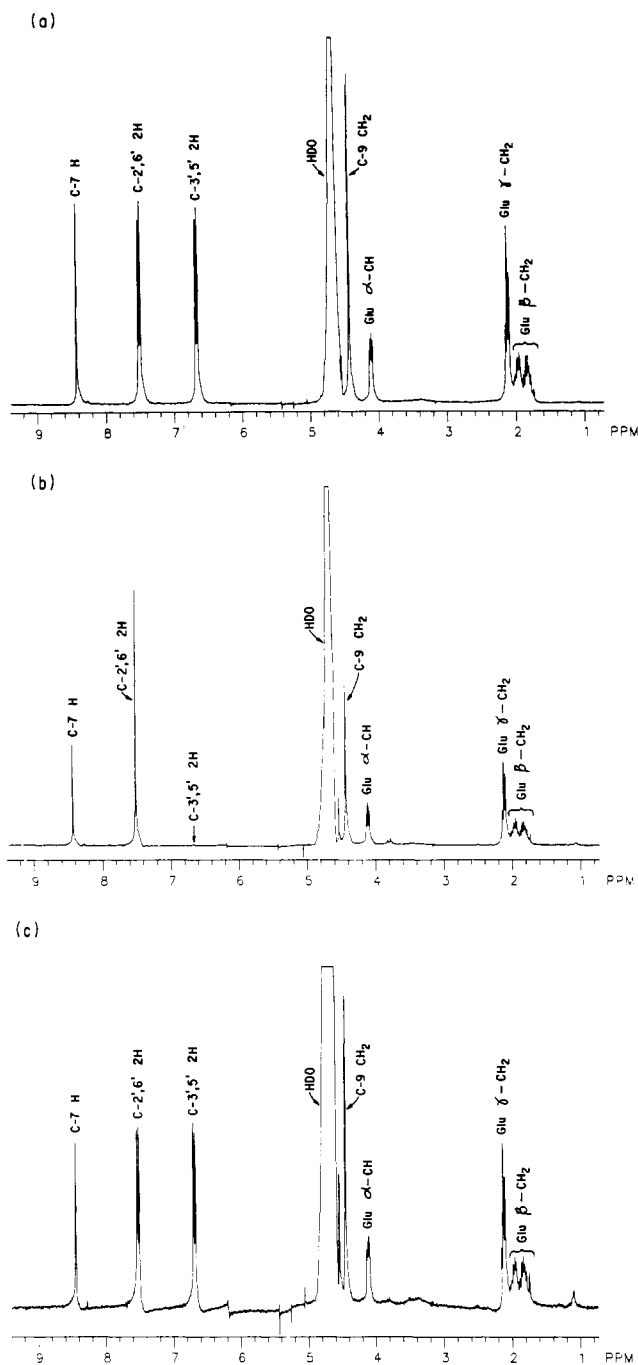 (a)
C-7 H
C-2',6' 2H
C-3',5' 2H
HDO
C-9 CH2
Glu α-CH
Glu γ-CH2
Glu β-CH2
9 8 7 6 5 4 3 2 1 PPM
(b)
C-7 H
C-2',6' 2H
C-3',5' 2H
HDO
C-9 CH2
Glu α-CH
Glu γ-CH2
Glu β-CH2
9 8 7 6 5 4 3 2 1 PPM
(c)
C-7 H
C-2',6' 2H
C-3',5' 2H
HDO
C-9 CH2
Glu α-CH
Glu γ-CH2
Glu β-CH2
9 8 7 6 5 4 3 2 1 PPM